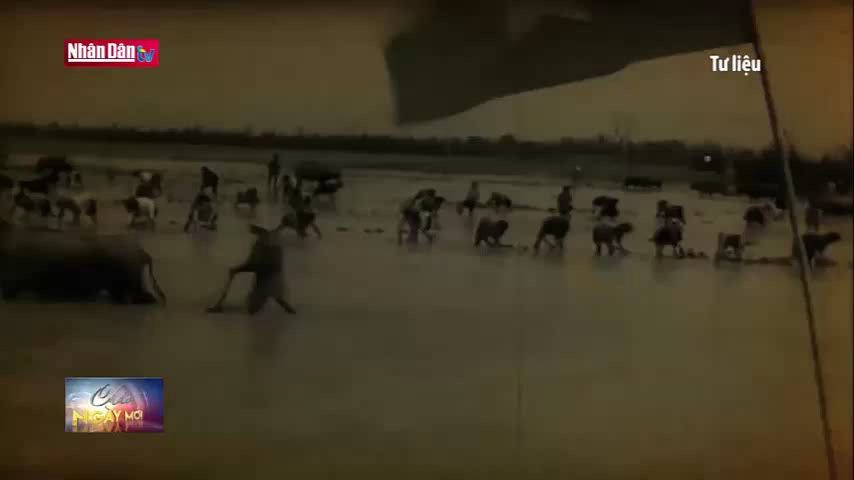 Nhân Dân tv
Tư liệu
Chào
NGÀY MỚI